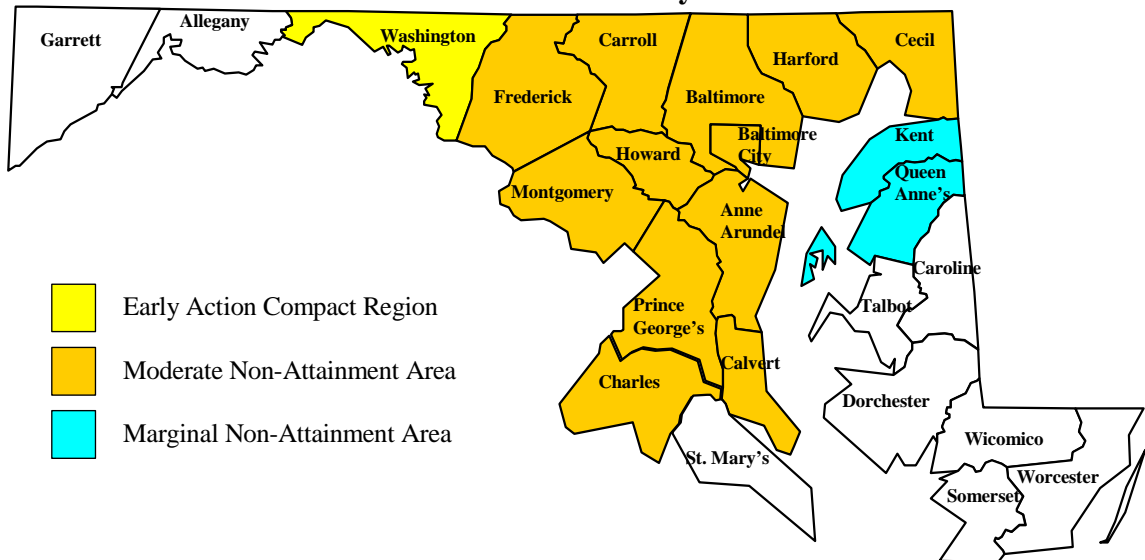 Garrett
Allegany
Washington
Frederick
Carroll
Baltimore
Harford
Cecil
Baltimore
City
Howard
Montgomery
Anne
Arundel
Kent
Queen
Anne's
Caroline
Talbot
Prince
George's
Calvert
Charles
St. Mary's
Dorchester
Wicomico
Worcester
Somerset
Early Action Compact Region
Moderate Non-Attainment Area
Marginal Non-Attainment Area